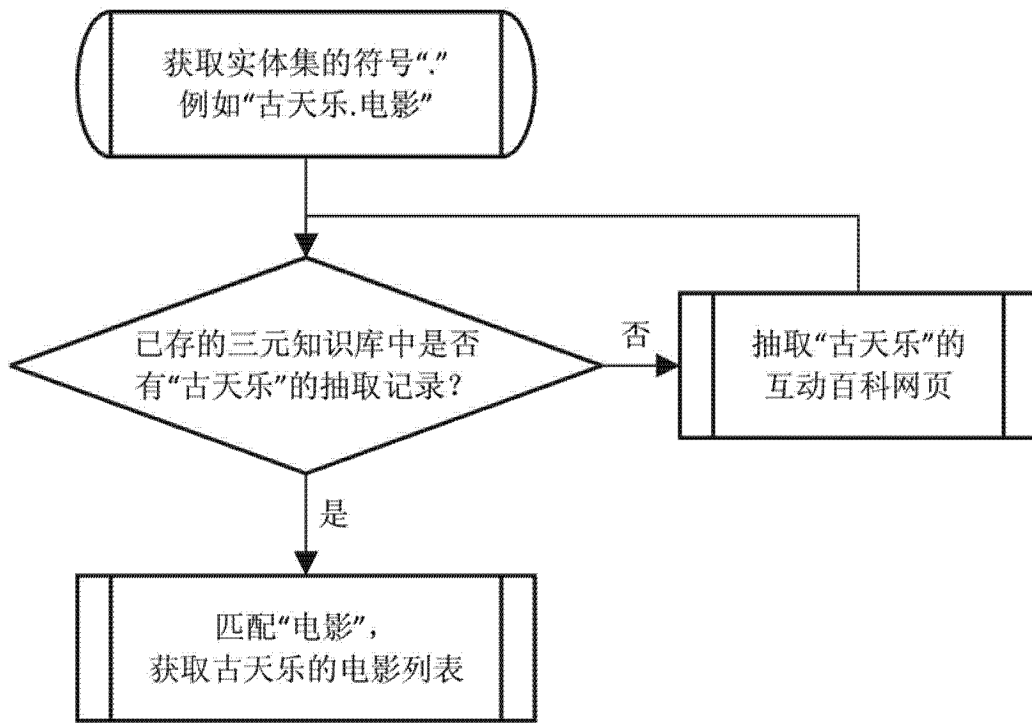 获取实体集的符号“.”
例如“古天乐.电影”
已存的三元知识库中是否
有“古天乐”的抽取记录？
否
抽取“古天乐”的
互动百科网页
是
匹配“电影”，
获取古天乐的电影列表